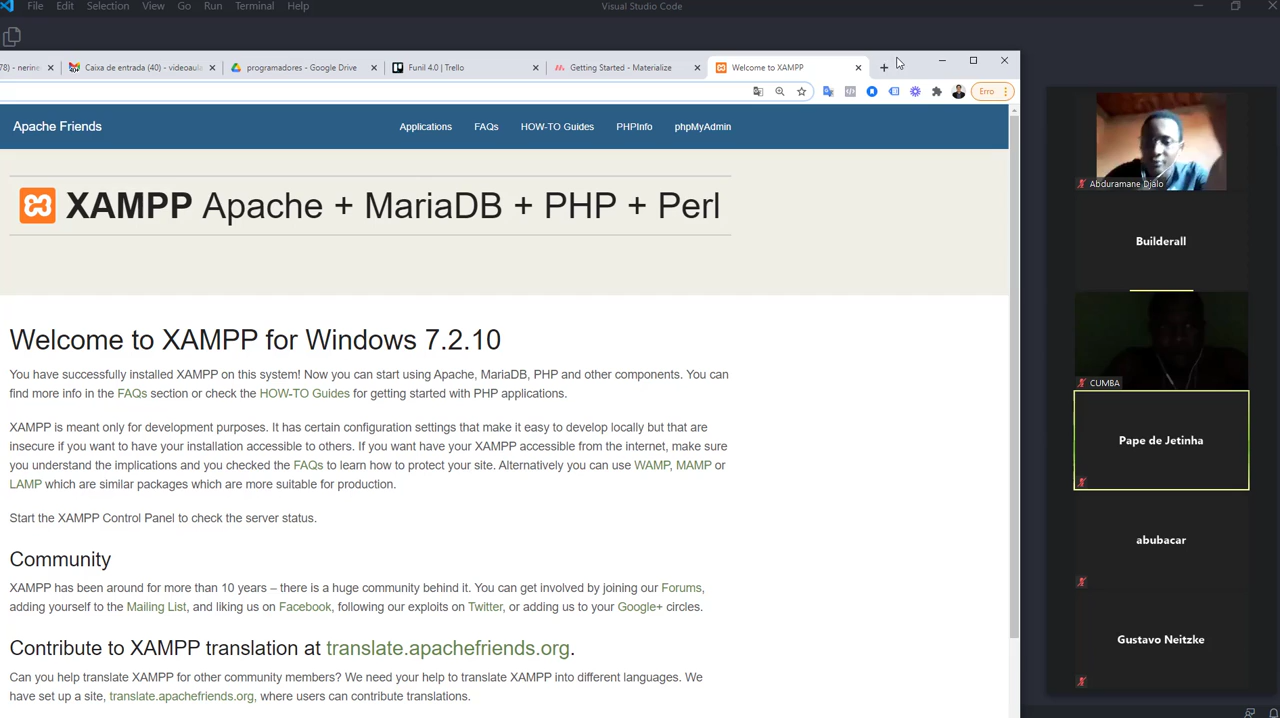 File Edit Selection View Go Run Terminal Help
Visual Studio Code
78) - nerine
Caixa de entrada (40) - videoaul
programadores - Google Drive
Funil 4.0 | Trello
Getting Started - Materialize
Welcome to XAMPP
Erro
Apache Friends
Applications FAQs HOW-TO Guides PHPInfo phpMyAdmin
XAMPP Apache + MariaDB + PHP + Perl
Welcome to XAMPP for Windows 7.2.10
You have successfully installed XAMPP on this system! Now you can start using Apache, MariaDB, PHP and other components. You can
find more info in the FAQs section or check the HOW-TO Guides for getting started with PHP applications.
XAMPP is meant only for development purposes. It has certain configuration settings that make it easy to develop locally but that are
insecure if you want to have your installation accessible to others. If you want have your XAMPP accessible from the internet, make sure
you understand the implications and you checked the FAQs to learn how to protect your site. Alternatively you can use WAMP, MAMP or
LAMP which are similar packages which are more suitable for production.
Start the XAMPP Control Panel to check the server status.
Community
XAMPP has been around for more than 10 years – there is a huge community behind it. You can get involved by joining our Forums,
adding yourself to the Mailing List, and liking us on Facebook, following our exploits on Twitter, or adding us to your Google+ circles.
Contribute to XAMPP translation at translate.apachefriends.org.
Can you help translate XAMPP for other community members? We need your help to translate XAMPP into different languages. We
have set up a site, translate.apachefriends.org, where users can contribute translations.
Abduramane Djálo
Builderall
CUMBA
Pape de Jetinha
abubacar
Gustavo Neitzke